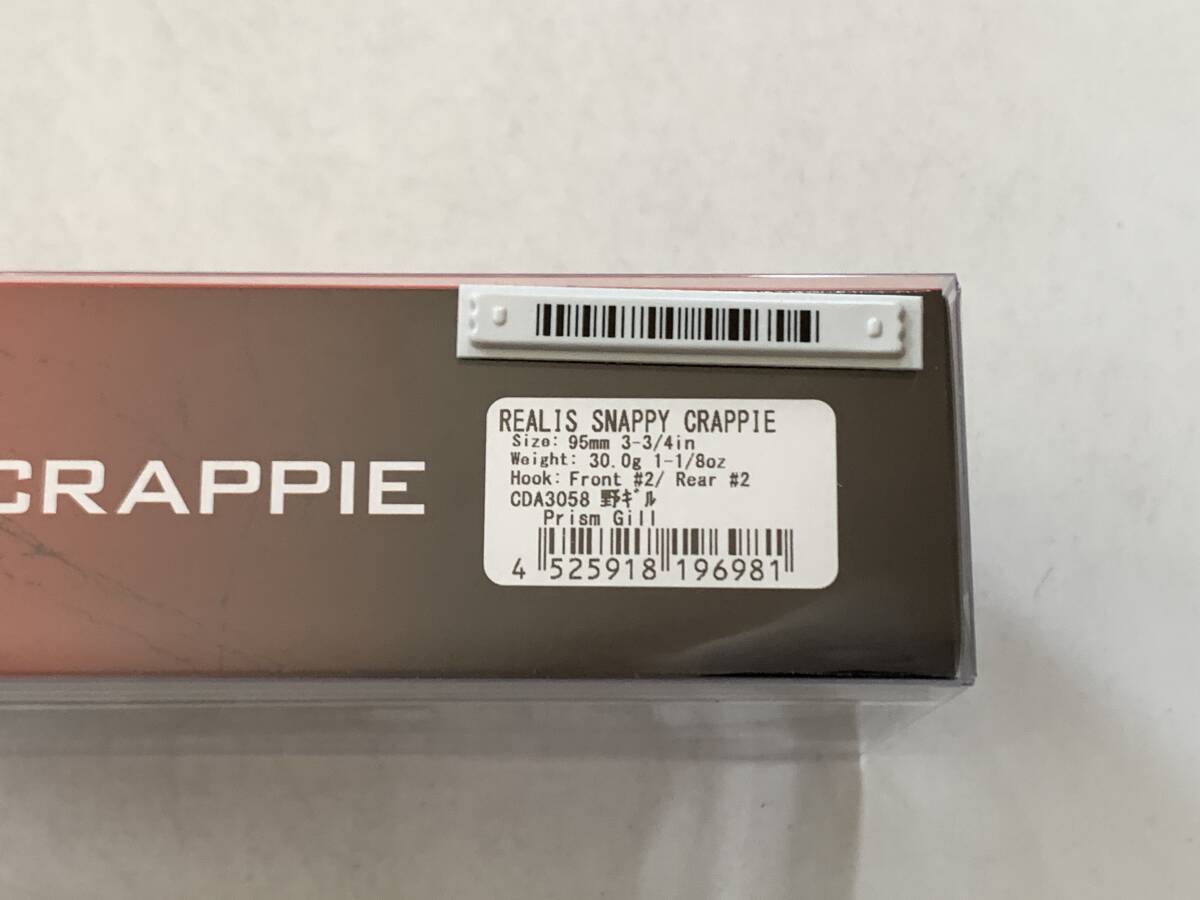 CRAPPIE
REALIS SNAPPY CRAPPIE
Size: 95mm 3-3/4in
Weight: 30.0g 1-1/8oz
Hook: Front #2/ Rear #2
CDA3058 野ｷﾞﾙ
Prism Gill
4 525918 196981